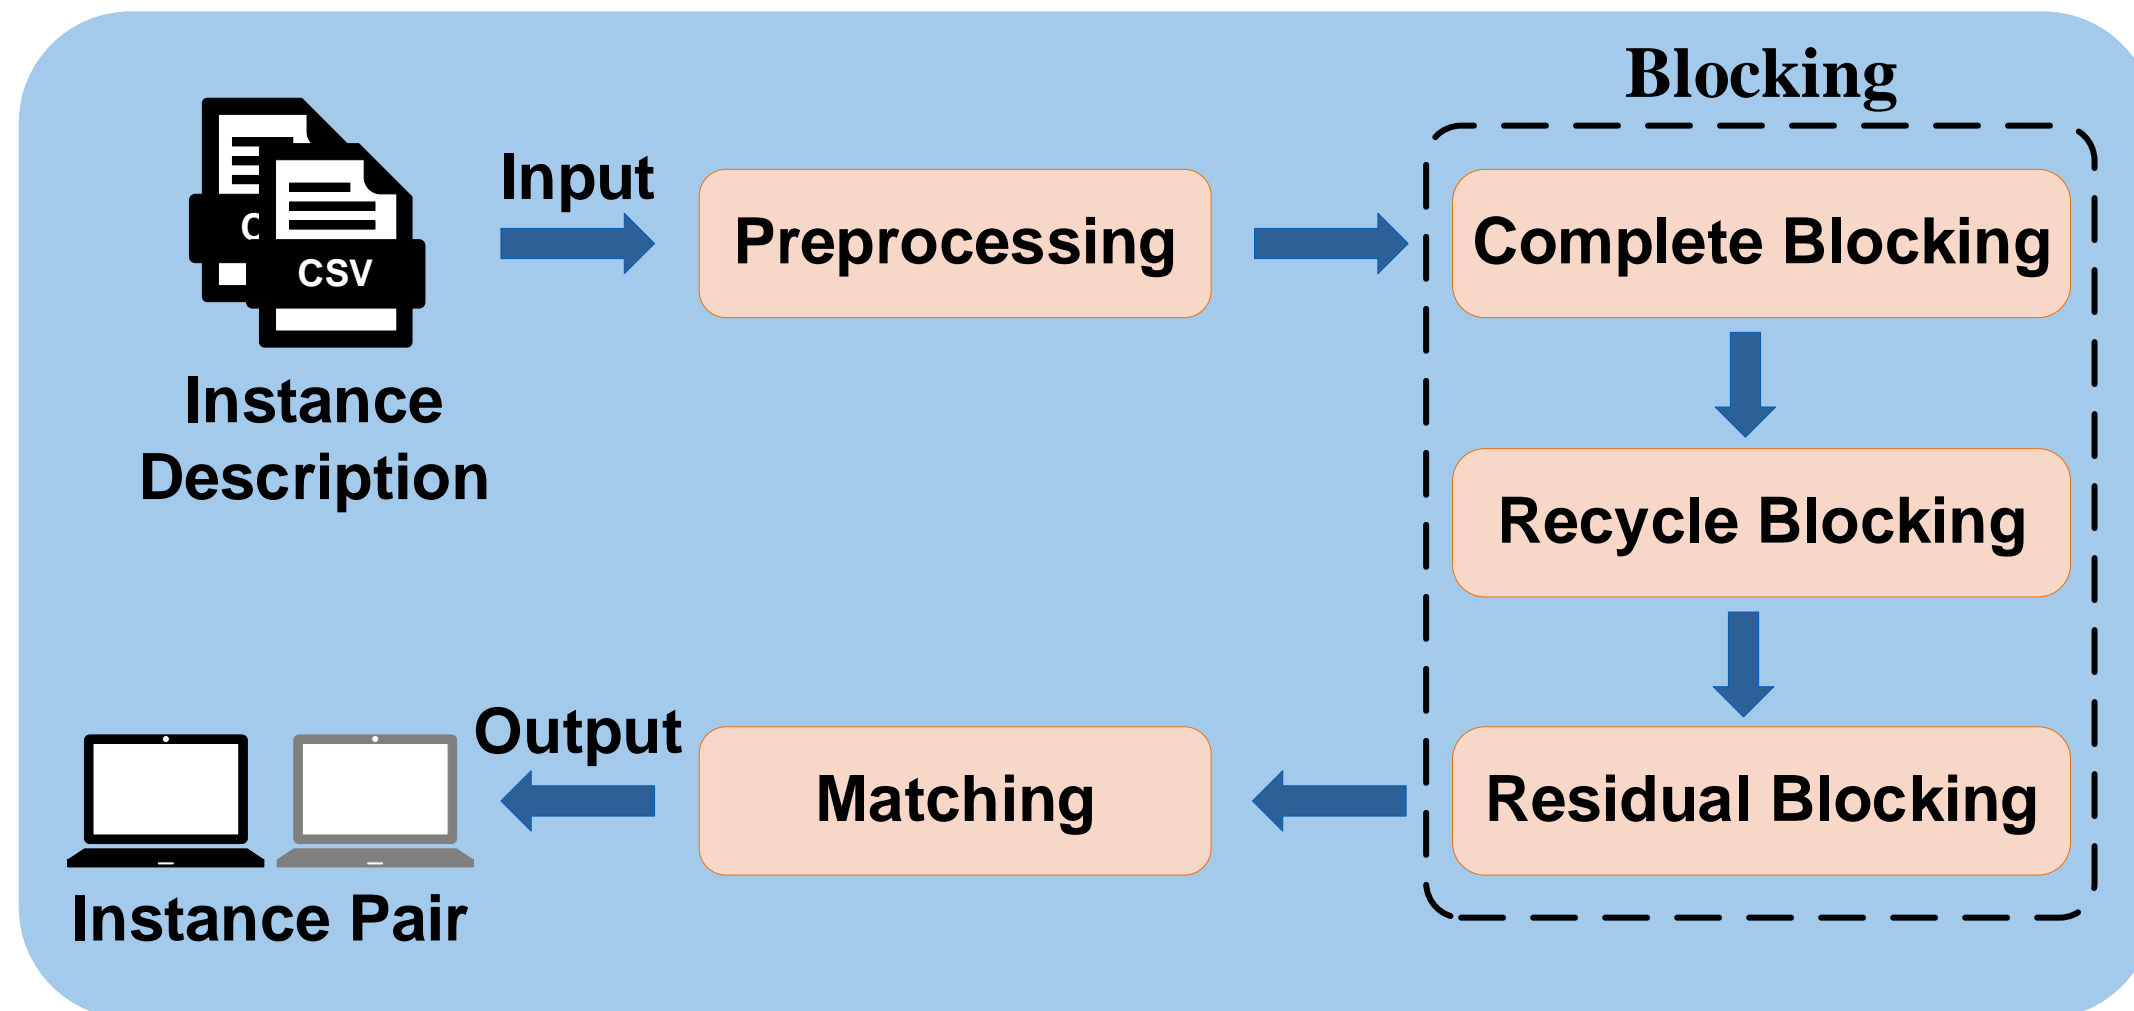 Blocking
Input
Preprocessing
Complete Blocking
CSV
Instance
Description
Recycle Blocking
Output
Matching
Residual Blocking
Instance Pair